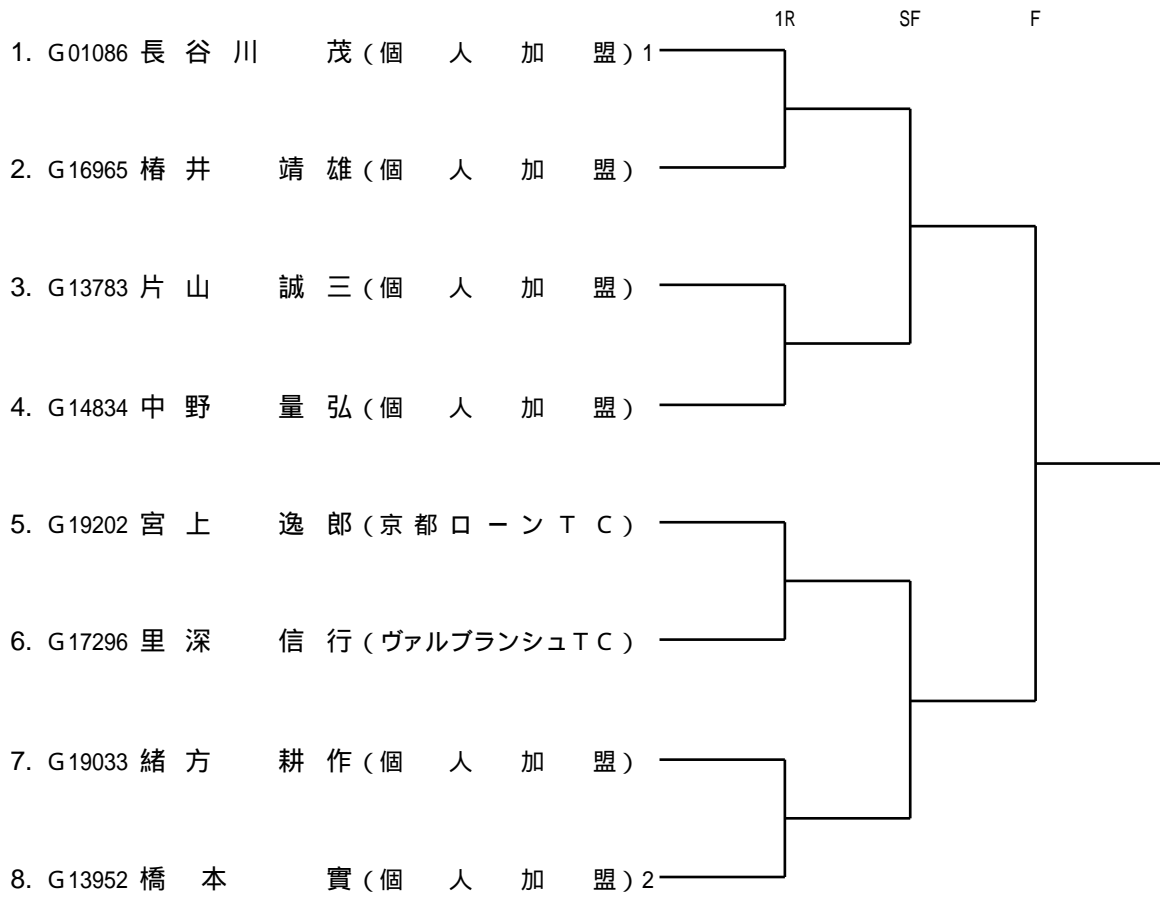 1R SF F
1. G01086 長谷川 茂(個人加盟)1
2. G16965 椿井 靖雄(個人加盟)
3. G13783 片山 誠三(個人加盟)
4. G14834 中野 量弘(個人加盟)
5. G19202 宮上 逸郎(京都ローンTC)
6. G17296 里深 信行(ヴァルブランシュTC)
7. G19033 緒方 耕作(個人加盟)
8. G13952 橋本 實(個人加盟)2